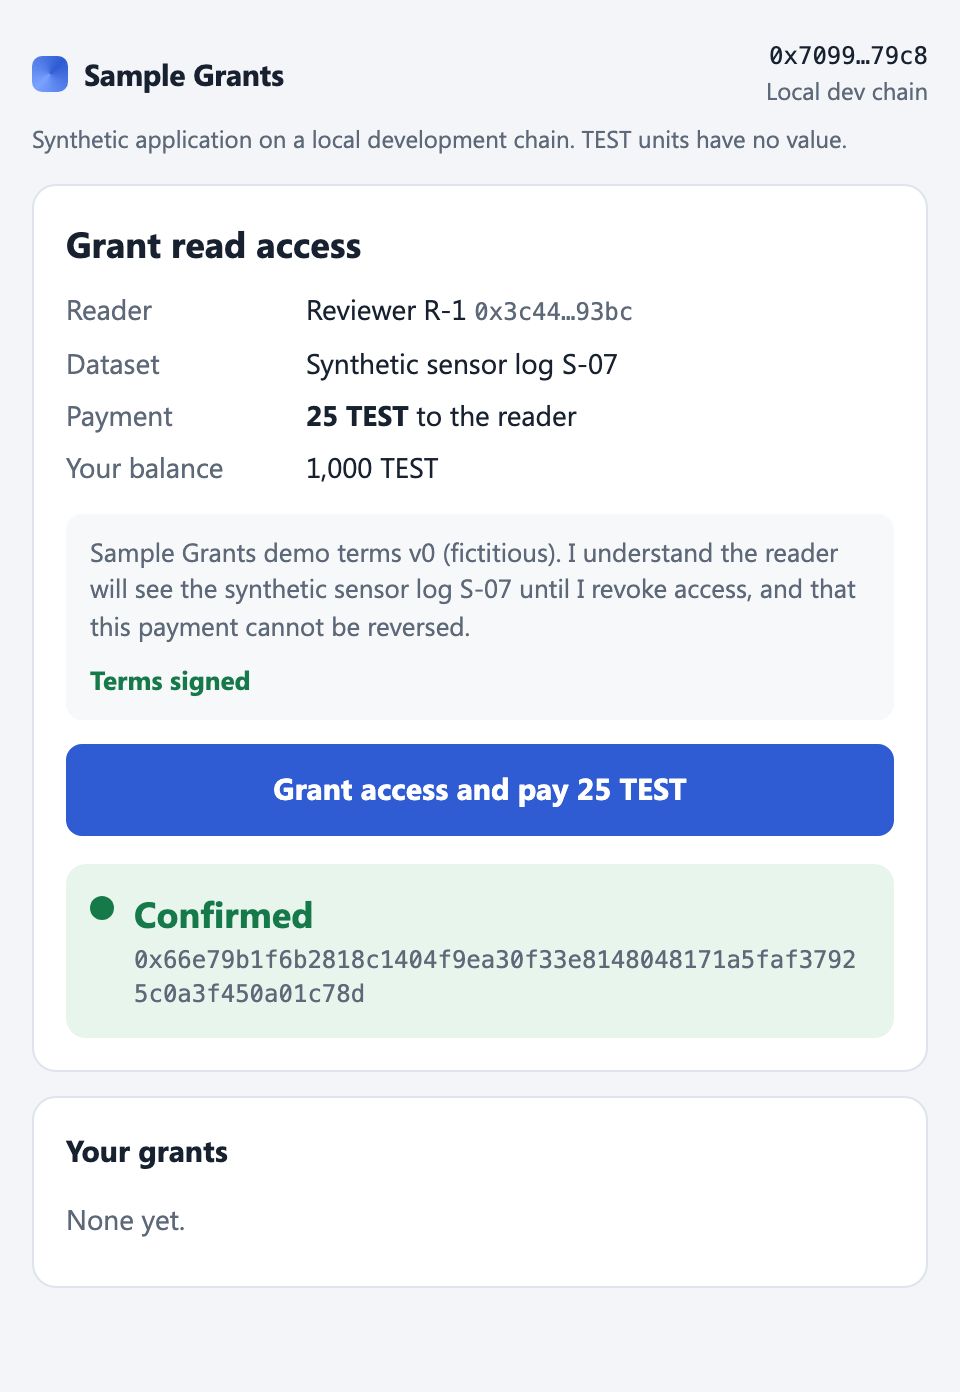 Sample Grants
0x7099…79c8
Local dev chain
Synthetic application on a local development chain. TEST units have no value.
Grant read access
Reader
Reviewer R-1 0x3c44…93bc
Dataset
Synthetic sensor log S-07
Payment
25 TEST to the reader
Your balance
1,000 TEST
Sample Grants demo terms v0 (fictitious). I understand the reader
will see the synthetic sensor log S-07 until I revoke access, and that
this payment cannot be reversed.
Terms signed
Grant access and pay 25 TEST
Confirmed
0x66e79b1f6b2818c1404f9ea30f33e8148048171a5faf3792
5c0a3f450a01c78d
Your grants
None yet.